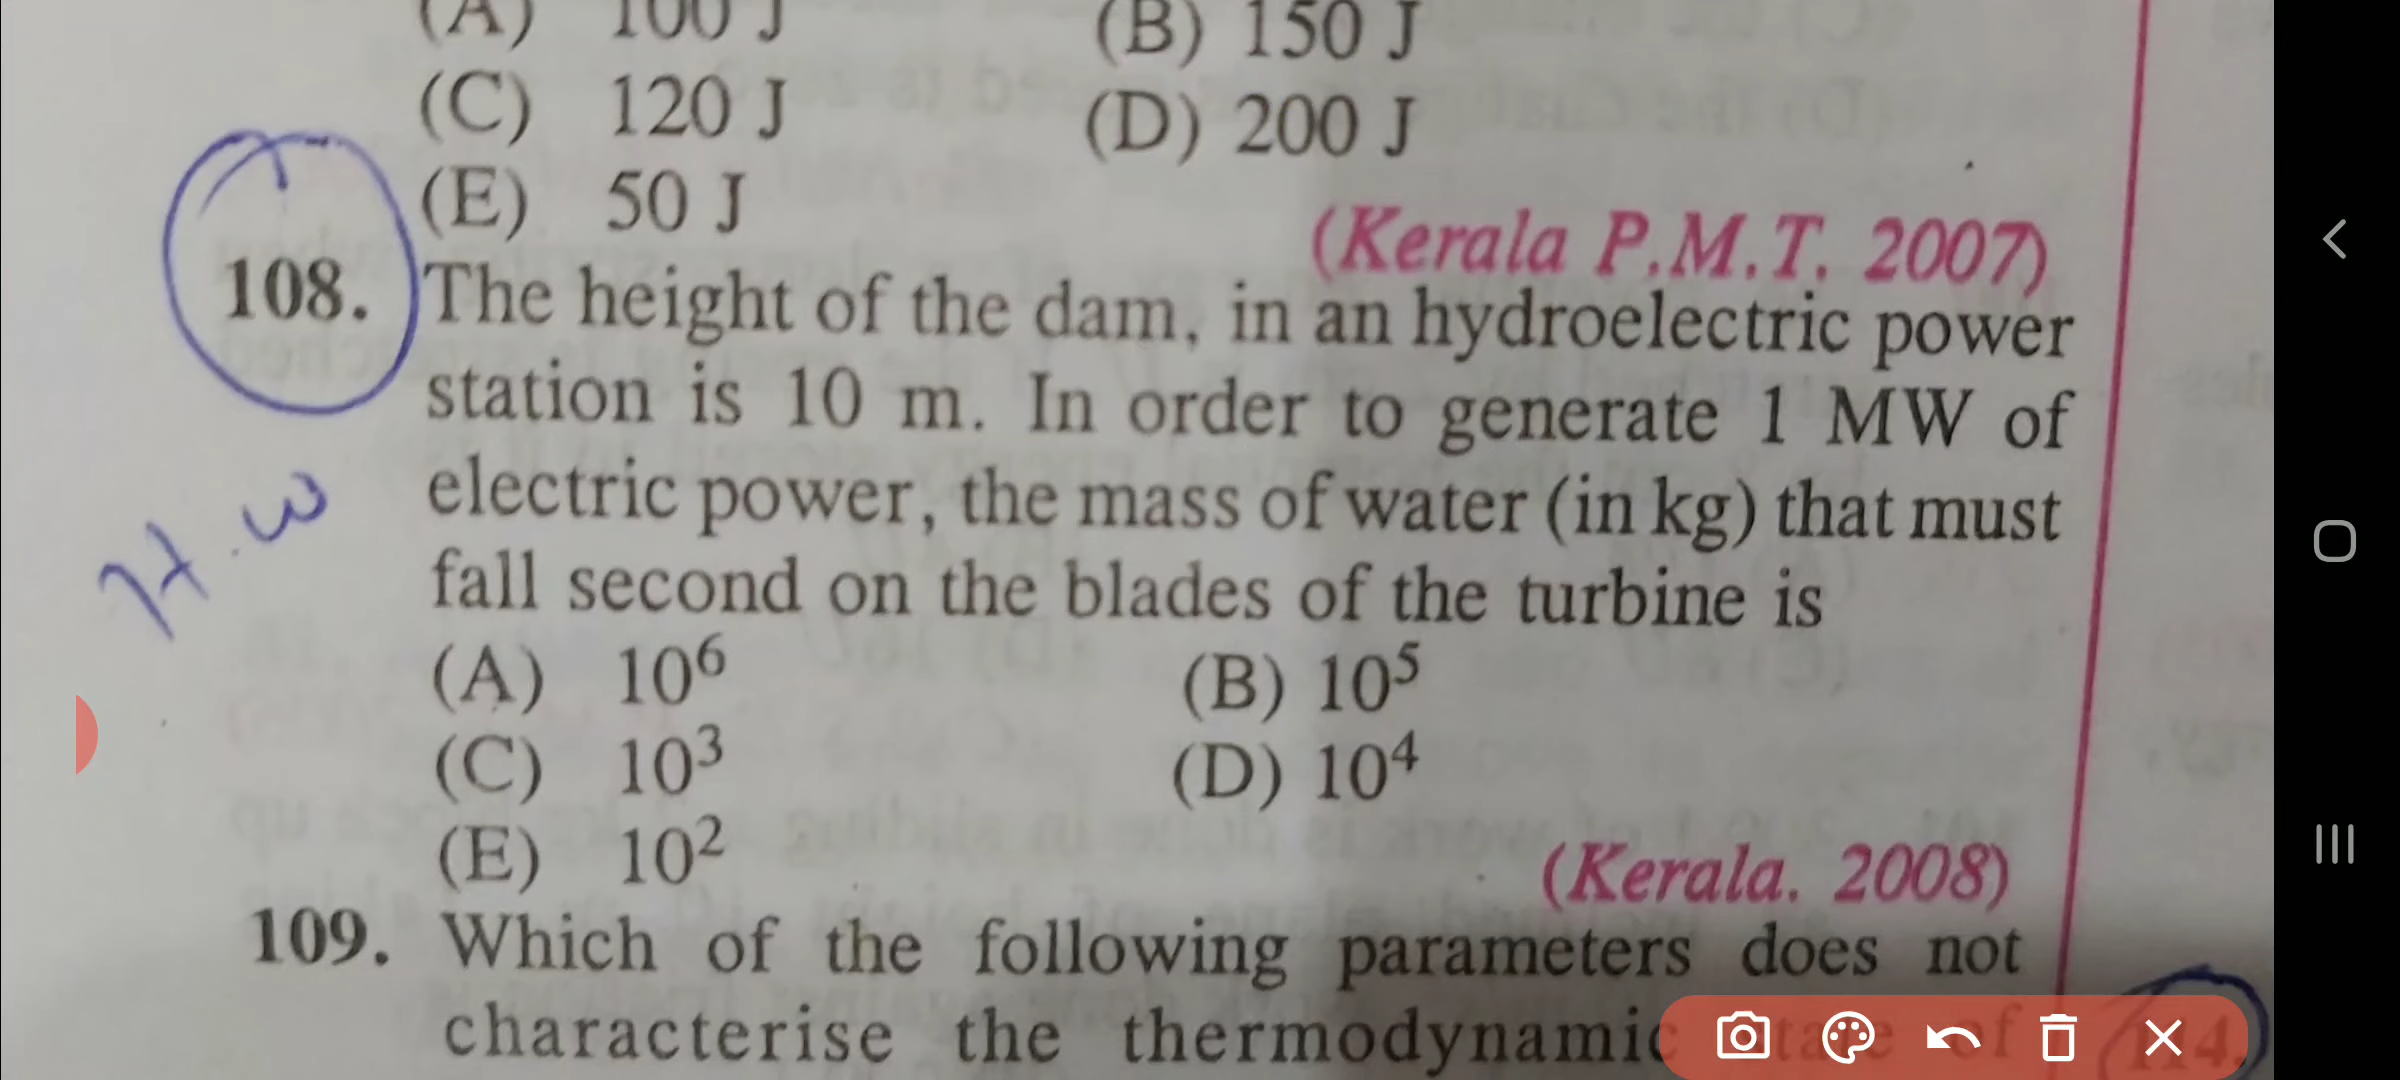 (A) 100 J (B) 150 J
(C) 120 J (D) 200 J
(E) 50 J
(Kerala P.M.T. 2007)
108. The height of the dam, in an hydroelectric power
station is 10 m. In order to generate 1 MW of
electric power, the mass of water (in kg) that must
fall second on the blades of the turbine is
H.W
(A) 10⁶ (B) 10⁵
(C) 10³ (D) 10⁴
(E) 10²
(Kerala. 2008)
109. Which of the following parameters does not
characterise the thermodynamic of
114.